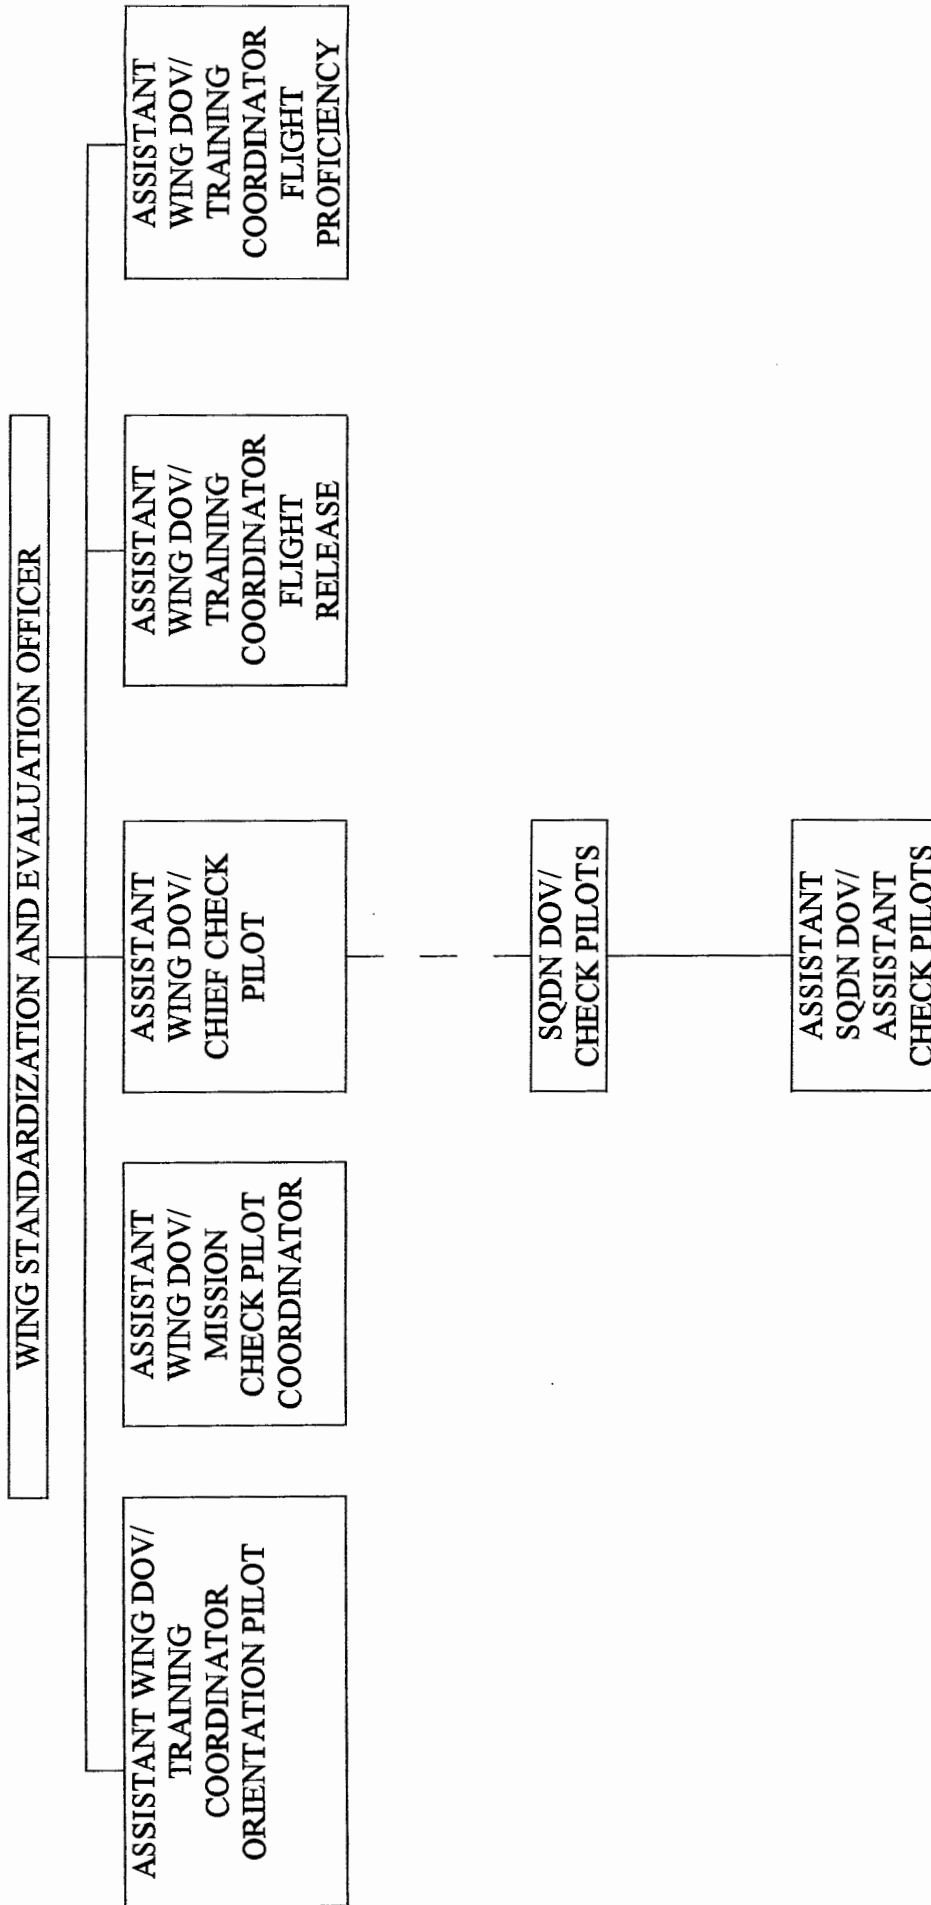 WING STANDARDIZATION AND EVALUATION OFFICER
ASSISTANT WING DOV/
TRAINING
COORDINATOR
ORIENTATION PILOT
ASSISTANT
WING DOV/
MISSION
CHECK PILOT
COORDINATOR
ASSISTANT
WING DOV/
CHIEF CHECK
PILOT
ASSISTANT
WING DOV/
TRAINING
COORDINATOR
FLIGHT
RELEASE
ASSISTANT
WING DOV/
TRAINING
COORDINATOR
FLIGHT
PROFICIENCY
SQDN DOV/
CHECK PILOTS
ASSISTANT
SQDN DOV/
ASSISTANT
CHECK PILOTS